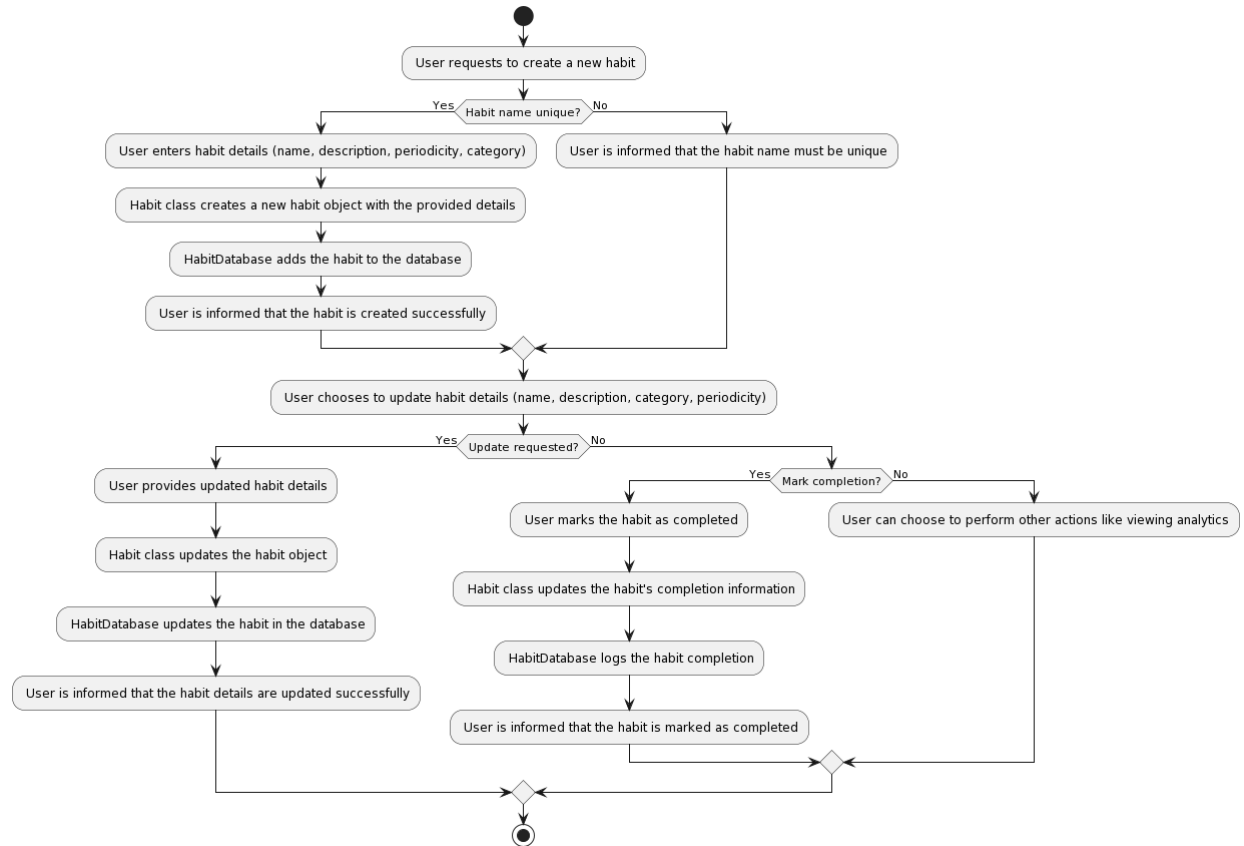 User requests to create a new habit
Yes
Habit name unique?
No
User enters habit details (name, description, periodicity, category)
User is informed that the habit name must be unique
Habit class creates a new habit object with the provided details
HabitDatabase adds the habit to the database
User is informed that the habit is created successfully
User chooses to update habit details (name, description, category, periodicity)
Yes
Update requested?
No
User provides updated habit details
Yes
Mark completion?
No
User marks the habit as completed
User can choose to perform other actions like viewing analytics
Habit class updates the habit object
Habit class updates the habit's completion information
HabitDatabase updates the habit in the database
HabitDatabase logs the habit completion
User is informed that the habit details are updated successfully
User is informed that the habit is marked as completed